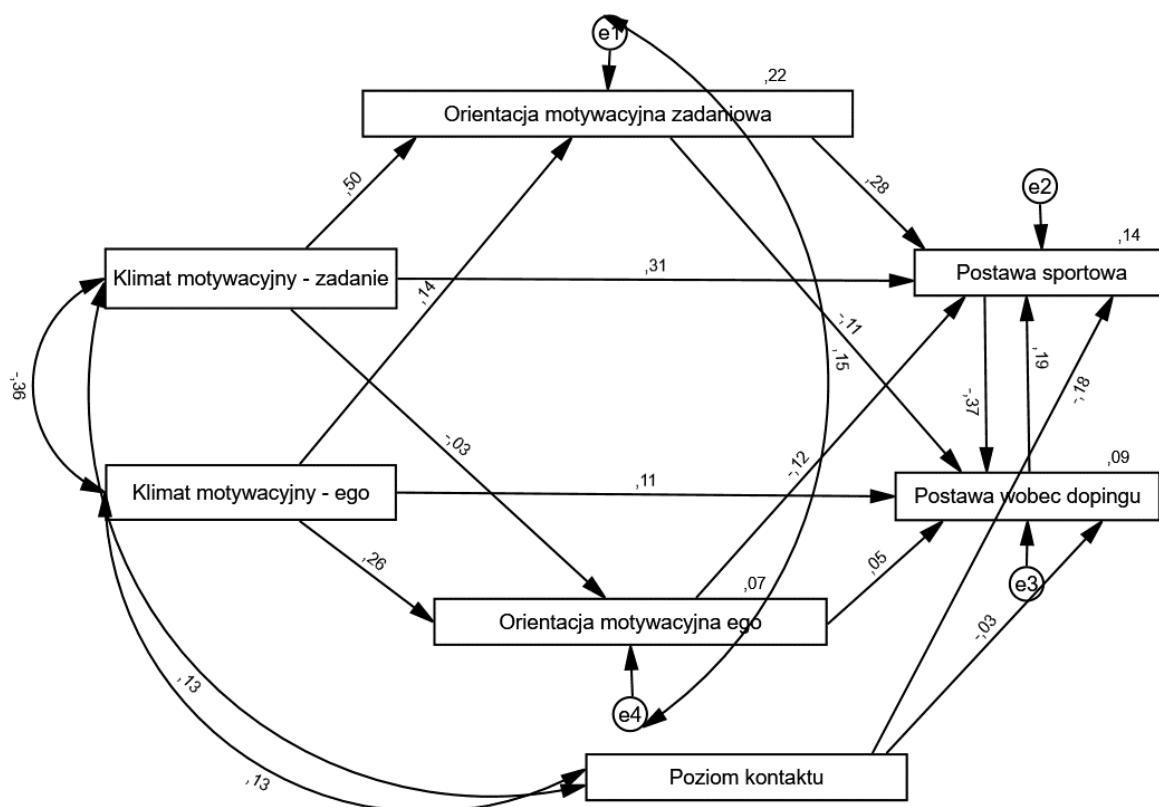 e1
,22
Orientacja motywacyjna zadaniowa
,50
,28
e2
,14
Klimat motywacyjny - zadanie
,31
Postawa sportowa
,14
-,11
,15
,19
-,18
-,36
-,37
-,03
-,12
,09
Klimat motywacyjny - ego
,11
Postawa wobec dopingu
,26
,05
,07
e3
Orientacja motywacyjna ego
-,03
,13
e4
,13
Poziom kontaktu